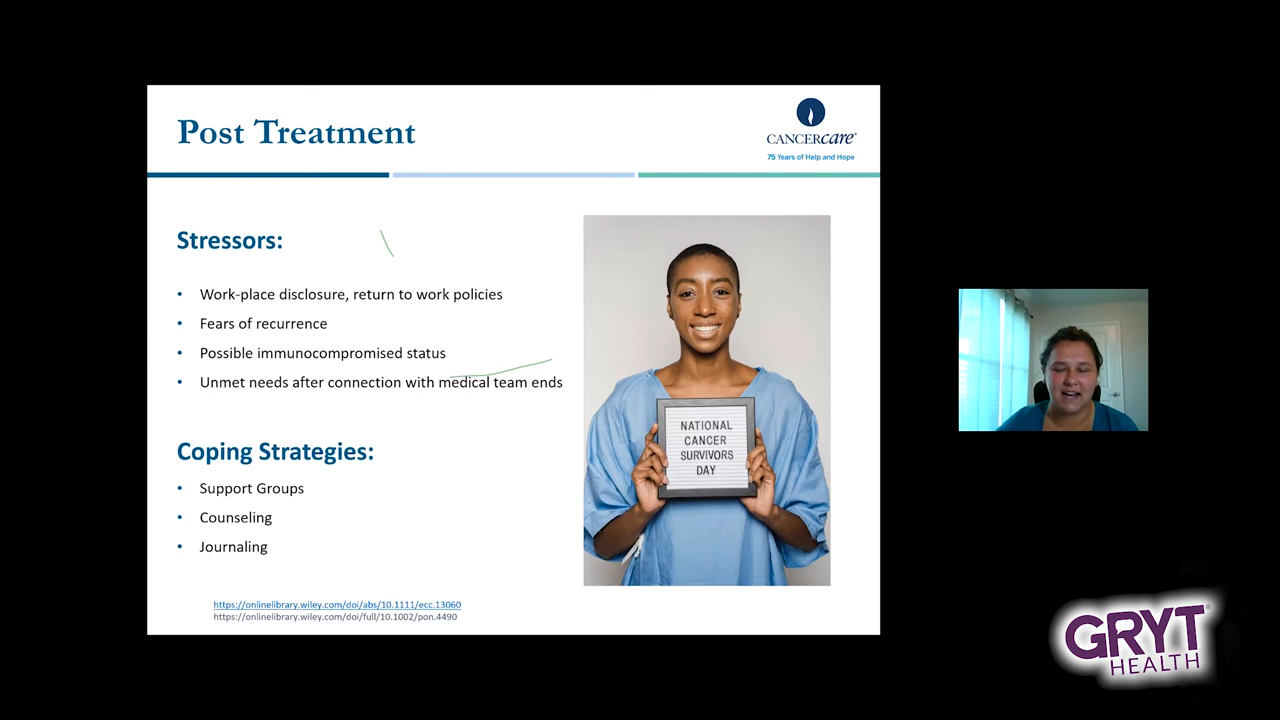 Post Treatment
CANCERcare®
75 Years of Help and Hope
Stressors:
• Work-place disclosure, return to work policies
• Fears of recurrence
• Possible immunocompromised status
• Unmet needs after connection with medical team ends
Coping Strategies:
• Support Groups
• Counseling
• Journaling
NATIONAL
CANCER
SURVIVORS
DAY
https://onlinelibrary.wiley.com/doi/abs/10.1111/ecc.13060
https://onlinelibrary.wiley.com/doi/full/10.1002/pon.4490
GRYT®
HEALTH